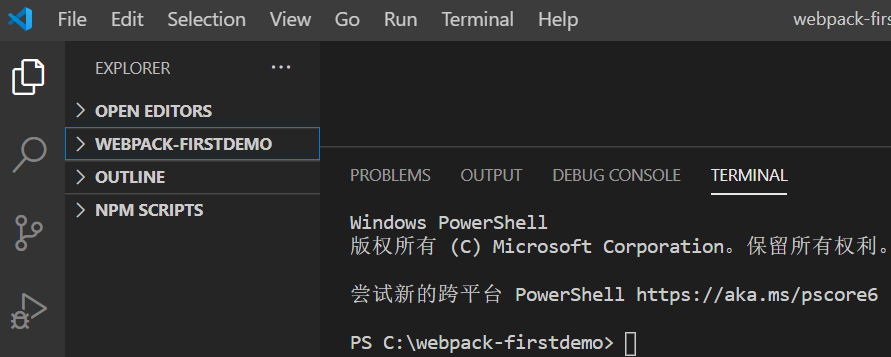 File Edit Selection View Go Run Terminal Help webpack-firs
EXPLORER ...
OPEN EDITORS
WEBPACK-FIRSTDEMO
OUTLINE
NPM SCRIPTS
PROBLEMS OUTPUT DEBUG CONSOLE TERMINAL
Windows PowerShell
版权所有 (C) Microsoft Corporation。保留所有权利。
尝试新的跨平台 PowerShell https://aka.ms/pscore6
PS C:\webpack-firstdemo>